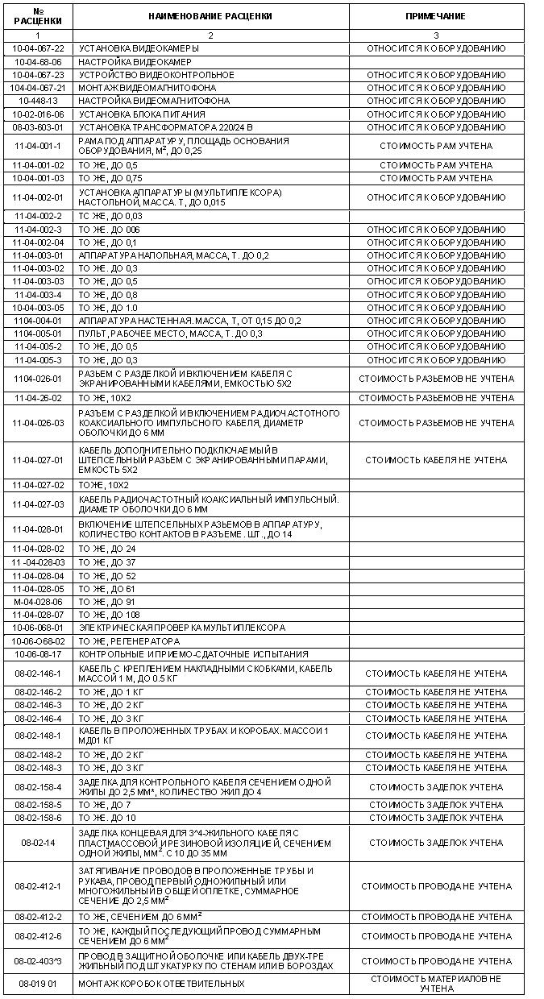 № РАСЦЕНКИ НАИМЕНОВАНИЕ РАСЦЕНКИ ПРИМЕЧАНИЕ
1 2 3
10-04-067-22 УСТАНОВКА ВИДЕОКАМЕРЫ ОТНОСИТСЯ К ОБОРУДОВАНИЮ
10-04-68-06 НАСТРОЙКА ВИДЕОКАМЕР
10-04-067-23 УСТРОЙСТВО ВИДЕОКОНТРОЛЬНОЕ ОТНОСИТСЯ К ОБОРУДОВАНИЮ
104-04-067-21 МОНТАЖ ВИДЕОМАГНИТОФОНА ОТНОСИТСЯ К ОБОРУДОВАНИЮ
10-448-13 НАСТРОЙКА ВИДЕОМАГНИТОФОНА ОТНОСИТСЯ К ОБОРУДОВАНИЮ
10-02-016-06 УСТАНОВКА БЛОКА ПИТАНИЯ ОТНОСИТСЯ К ОБОРУДОВАНИЮ
08-03-603-01 УСТАНОВКА ТРАНСФОРМАТОРА 220/24 В ОТНОСИТСЯ К ОБОРУДОВАНИЮ
11-04-001-1 РАМА ПОД АППАРАТУРУ, ПЛОЩАДЬ ОСНОВАНИЯ
ОБОРУДОВАНИЯ, М², ДО 0,25 СТОИМОСТЬ РАМ УЧТЕНА
11-04-001-02 ТО ЖЕ, ДО 0,5 СТОИМОСТЬ РАМ УЧТЕНА
10-04-001-03 ТО ЖЕ, ДО 0,75 СТОИМОСТЬ РАМ УЧТЕНА
11-04-002-01 УСТАНОВКА АППАРАТУРЫ (МУЛЬТИПЛЕКСОРА)
НАСТОЛЬНОЙ, МАССА. Т, ДО 0,015 ОТНОСИТСЯ К ОБОРУДОВАНИЮ
11-04-002-2 ТС ЖЕ, ДО 0,03
11-04-002-3 ТО ЖЕ. ДО 006 ОТНОСИТСЯ К ОБОРУДОВАНИЮ
11-04-002-04 ТО ЖЕ, ДО 0,1 ОТНОСИТСЯ К ОБОРУДОВАНИЮ
11-04-003-01 АППАРАТУРА НАПОЛЬНАЯ, МАССА, Т. ДО 0,2 ОТНОСИТСЯ К ОБОРУДОВАНИЮ
11-04-003-02 ТО ЖЕ. ДО 0,3 ОТНОСИТСЯ К ОБОРУДОВАНИЮ
11-04-003-03 ТО ЖЕ, ДО 0,5 ОГНОСИТСЯ К ОБОРУДОВАНИЮ
11-04-003-4 ТО ЖЕ, ДО 0,8 ОТНОСИТСЯ К ОБОРУДОВАНИЮ
10-04-003-05 ТО ЖЕ, ДО 1.0 ОТНОСИТСЯ К ОБОРУДОВАНИЮ
1104-004-01 АППАРАТУРА НАСТЕННАЯ. МАССА, Т, ОТ 0,15 ДО 0,2 ОТНОСИТСЯ К ОБОРУДОВАНИЮ
1104-005-01 ПУЛЬТ, РАБОЧЕЕ МЕСТО, МАССА, Т. ДО 0,3 ОТНОСИТСЯ К ОБОРУДОВАНИЮ
11-04-005-2 ТО ЖЕ, ДО 0,5 ОТНОСИТСЯ К ОБОРУДОВАНИЮ
11-04-005-3 ТО ЖЕ, ДО 0,3 ОТНОСИТСЯ К ОБОРУДОВАНИЮ
1104-026-01 РАЗЬЕМ С РАЗДЕЛКОЙ И ВКЛЮЧЕНИЕМ КАБЕЛЯ С
ЭКРАНИРОВАННЫМИ КАБЕЛЯМИ, ЕМКОСТЬЮ 5Х2 СТОИМОСТЬ РАЗЬЕМОВ НЕ УЧТЕНА
11-04-26-02 ТО ЖЕ, 10Х2 СТОИМОСТЬ РАЗЬЕМОВ НЕ УЧТЕНА
11-04-026-03 РАЗЪЕМ С РАЗДЕЛКОЙ И ВКЛЮЧЕНИЕМ РАДИОЧАСТОТНОГО
КОАКСИАЛЬНОГО ИМПУЛЬСНОГО КАБЕЛЯ, ДИАМЕТР
ОБОЛОЧКИ ДО 6 ММ СТОИМОСТЬ РАЗЬЕМОВ НЕ УЧТЕНА
11-04-027-01 КАБЕЛЬ ДОПОЛНИТЕЛЬНО ПОДКЛЮЧАЕМЫЙ В
ШТЕПСЕЛЬНЫЙ РАЗЬЕМ С ЭКРАНИРОВАННЫМИ ПАРАМИ,
ЕМКОСТЬ 5Х2 СТОИМОСТЬ КАБЕЛЯ НЕ УЧТЕНА
11-04-027-02 ТО ЖЕ, 10Х2
11-04-027-03 КАБЕЛЬ РАДИОЧАСТОТНЫЙ КОАКСИАЛЬНЫЙ ИМПУЛЬСНЫЙ.
ДИАМЕТР ОБОЛОЧКИ ДО 6 ММ
11-04-028-01 ВКЛЮЧЕНИЕ ШТЕПСЕЛЬНЫХ РАЗЬЕМОВ В АППАРАТУРУ,
КОЛИЧЕСТВО КОНТАКТОВ В РАЗЪЕМЕ. ШТ., ДО 14
11-04-028-02 ТО ЖЕ, ДО 24
11 -04-028-03 ТО ЖЕ, ДО 37
11-04-028-04 ТО ЖЕ, ДО 52
11-04-028-05 ТО ЖЕ, ДО 61
М-04-028-06 ТО ЖЕ, ДО 91
11-04-028-07 ТО ЖЕ, ДО 108
10-06-068-01 ЭЛЕКТРИЧЕСКАЯ ПРОВЕРКА МУЛЬТИПЛЕКСОРА
10-06-О68-02 ТО ЖЕ, РЕГЕНЕРАТОРА
10-06-08-17 КОНТРОЛЬНЫЕ И ПРИЕМО-СДАТОЧНЫЕ ИСПЫТАНИЯ
08-02-146-1 КАБЕЛЬ С КРЕПЛЕНИЕМ НАКЛАДНЫМИ СКОБКАМИ, КАБЕЛЬ
МАССОЙ 1 М, ДО 0.5 КГ СТОИМОСТЬ КАБЕЛЯ НЕ УЧТЕНА
08-02-146-2 ТО ЖЕ, ДО 1 КГ СТОИМОСТЬ КАБЕЛЯ НЕ УЧТЕНА
08-02-146-3 ТО ЖЕ, ДО 2 КГ СТОИМОСТЬ КАБЕЛЯ НЕ УЧТЕНА
08-02-146-4 ТО ЖЕ, ДО 3 КГ СТОИМОСТЬ КАБЕЛЯ НЕ УЧТЕНА
08-02-148-1 КАБЕЛЬ В ПРОЛОЖЕННЫХ ТРУБАХ И КОРОБАХ. МАССОИ 1
МД01 КГ СТОИМОСТЬ КАБЕЛЯ НЕ УЧТЕНА
08-02-148-2 ТО ЖЕ, ДО 2 КГ СТОИМОСТЬ КАБЕЛЯ НЕ УЧТЕНА
08-02-148-3 ТО ЖЕ, ДО 3 КГ СТОИМОСТЬ КАБЕЛЯ НЕ УЧТЕНА
08-02-158-4 ЗАДЕЛКА ДЛЯ КОНТРОЛЬНОГО КАБЕЛЯ СЕЧЕНИЕМ ОДНОЙ
ЖИЛЫ ДО 2,5 ММ*, КОЛИЧЕСТВО ЖИЛ ДО 4 СТОИМОСТЬ ЗАДЕЛОК УЧТЕНА
08-02-158-5 ТО ЖЕ, ДО 7 СТОИМОСТЬ ЗАДЕЛОК УЧТЕНА
08-02-158-6 ТО ЖЕ. ДО 10 СТОИМОСТЬ ЗАДЕЛОК УЧТЕНА
08-02-14 ЗАДЕЛКА КОНЦЕВАЯ ДЛЯ 3^4-ЖИЛЬНОГО КАБЕЛЯ С
ПЛАСТМАССОВОЙ И РЕЗИНОВОЙ ИЗОЛЯЦИЕЙ, СЕЧЕНИЕМ
ОДНОЙ ЖИЛЫ, ММ². С 10 ДО 35 ММ СТОИМОСТЬ ЗАДЕЛОК УЧТЕНА
08-02-412-1 ЗАТЯГИВАНИЕ ПРОВОДОВ В ПРОЛОЖЕННЫЕ ТРУБЫ И
РУКАВА, ПРОВОД ПЕРВЫЙ ОДНОЖИЛЬНЫЙ ИЛИ
МНОГОЖИЛЬНЫЙ В ОБЩЕЙ ОПЛЕТКЕ, СУММАРНОЕ
СЕЧЕНИЕ ДО 2,5 ММ² СТОИМОСТЬ ПРОВОДА НЕ УЧТЕНА
08-02-412-2 ТО ЖЕ, СЕЧЕНИЕМ ДО 6 ММ² СТОИМОСТЬ ПРОВОДА НЕ УЧТЕНА
08-02-412-6 ТО ЖЕ, КАЖДЫЙ ПОСЛЕДУЮЩИЙ ПРОВОД СУММАРНЫМ
СЕЧЕНИЕМ ДО 6 ММ² СТОИМОСТЬ ПРОВОДА НЕ УЧТЕНА
08-02-403^3 ПРОВОД В ЗАЩИТНОЙ ОБОЛОЧКЕ ИЛИ КАБЕЛЬ ДВУХ-ТРЕ
ЖИЛЬНЫЙ ПОД ШТУКАТУРКУ ПО СТЕНАМ ИЛИ В БОРОЗДАХ СТОИМОСТЬ ПРОВОДА НЕ УЧТЕНА
08-019 01 МОНТАЖ КОРОБОК ОТВЕТВИТЕЛЬНЫХ СТОИМОСТЬ МАТЕРИАЛОВ НЕ
УЧТЕНА